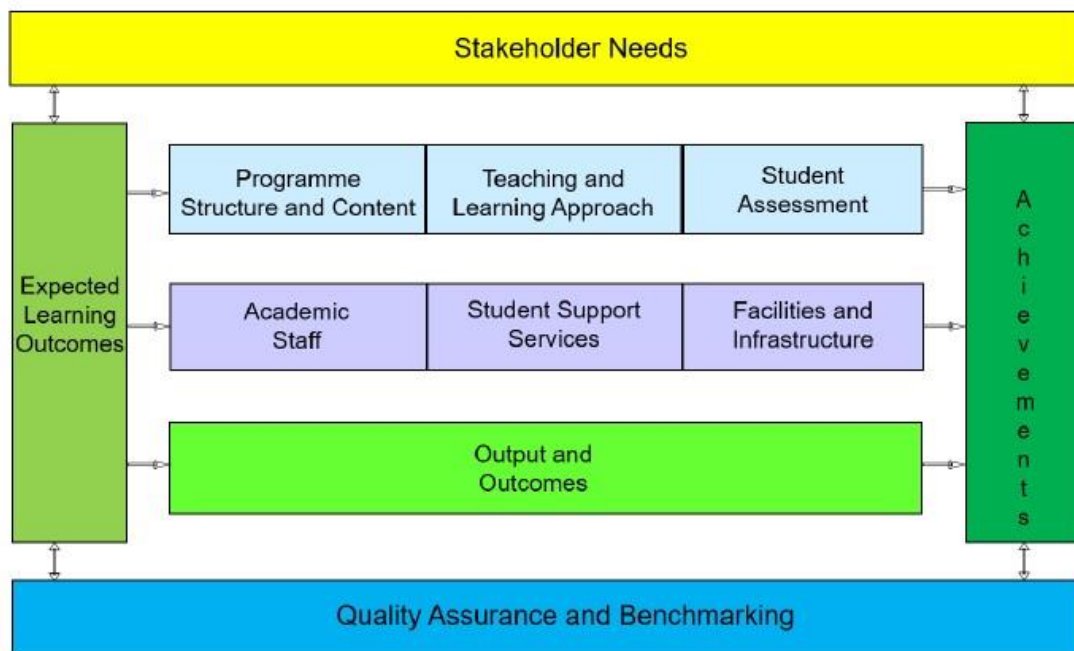 Stakeholder Needs
Programme
Structure and Content
Teaching and
Learning Approach
Student
Assessment
Expected
Learning
Outcomes
Academic
Staff
Student Support
Services
Facilities and
Infrastructure
Output and
Outcomes
Achievements
Quality Assurance and Benchmarking